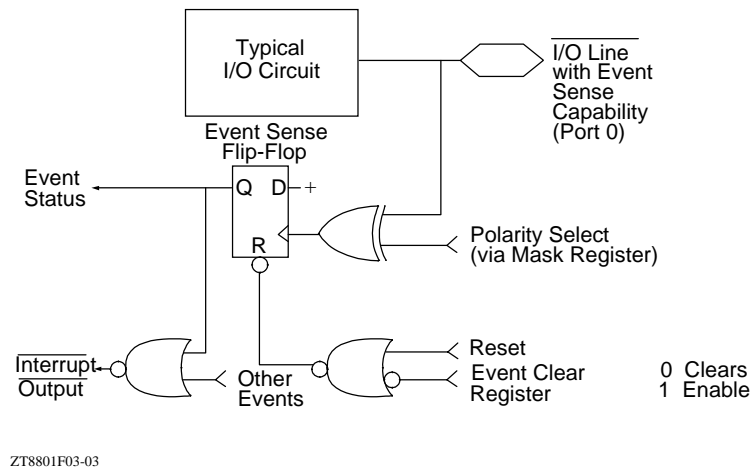 Typical
I/O Circuit
I/O Line
with Event
Sense
Capability
(Port 0)
Event Sense
Flip-Flop
Event
Status
Q D +
R
Polarity Select
(via Mask Register)
Interrupt
Output
Other
Events
Reset
Event Clear
Register
0 Clears
1 Enable
ZT8801F03-03